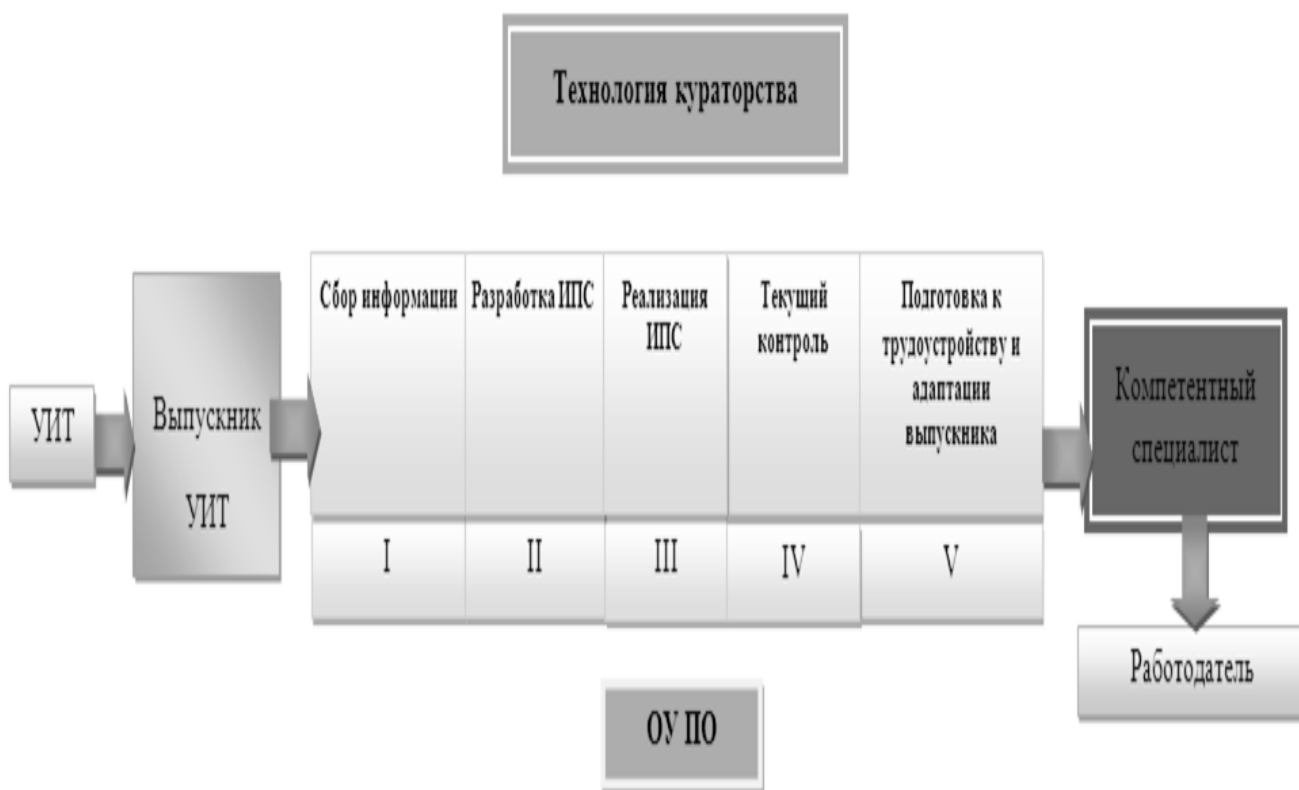 Технология кураторства
УИТ
Выпускник
УИТ
Сбор информации
Разработка ИПС
Реализация
ИПС
Текущий
контроль
Подготовка к
трудоустройству и
адаптации
выпускника
I
II
III
IV
V
Компетентный
специалист
Работодатель
ОУ ПО